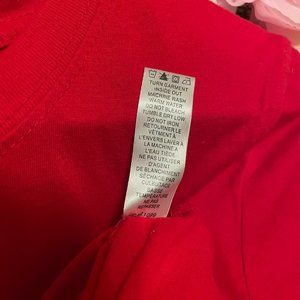 TURN GARMENT
INSIDE OUT
MACHINE WASH
WARM WATER
DO NOT BLEACH
TUMBLE DRY LOW
DO NOT IRON
RETOURNER LE
VÊTMENT À
L'ENVERS LAVER À
LA MACHINE À
L'EAU TIÈDE
NE PAS UTILISER
D'AGENT
DE BLANCHIMENT
SÉCHAGE PAR
CULBUTAGE
BASSE
TEMPÉRATURE
NE PAS
REPASSER